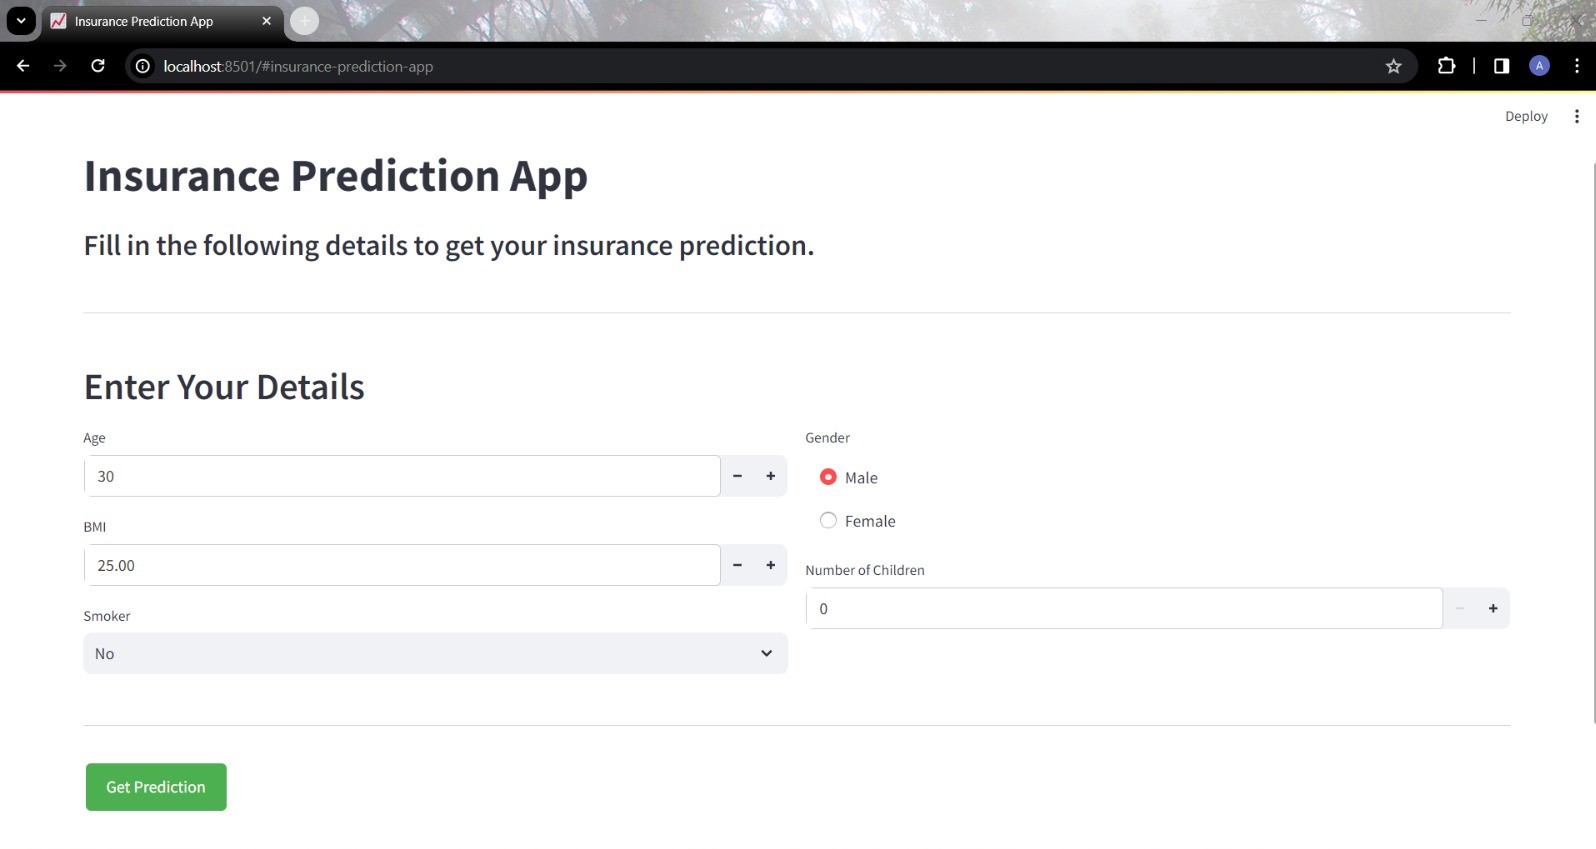 Insurance Prediction App
localhost:8501/#insurance-prediction-app
A
Deploy
Insurance Prediction App
Fill in the following details to get your insurance prediction.
Enter Your Details
Age
30
- +
Gender
Male
Female
BMI
25.00
- +
Number of Children
0
- +
Smoker
No
Get Prediction